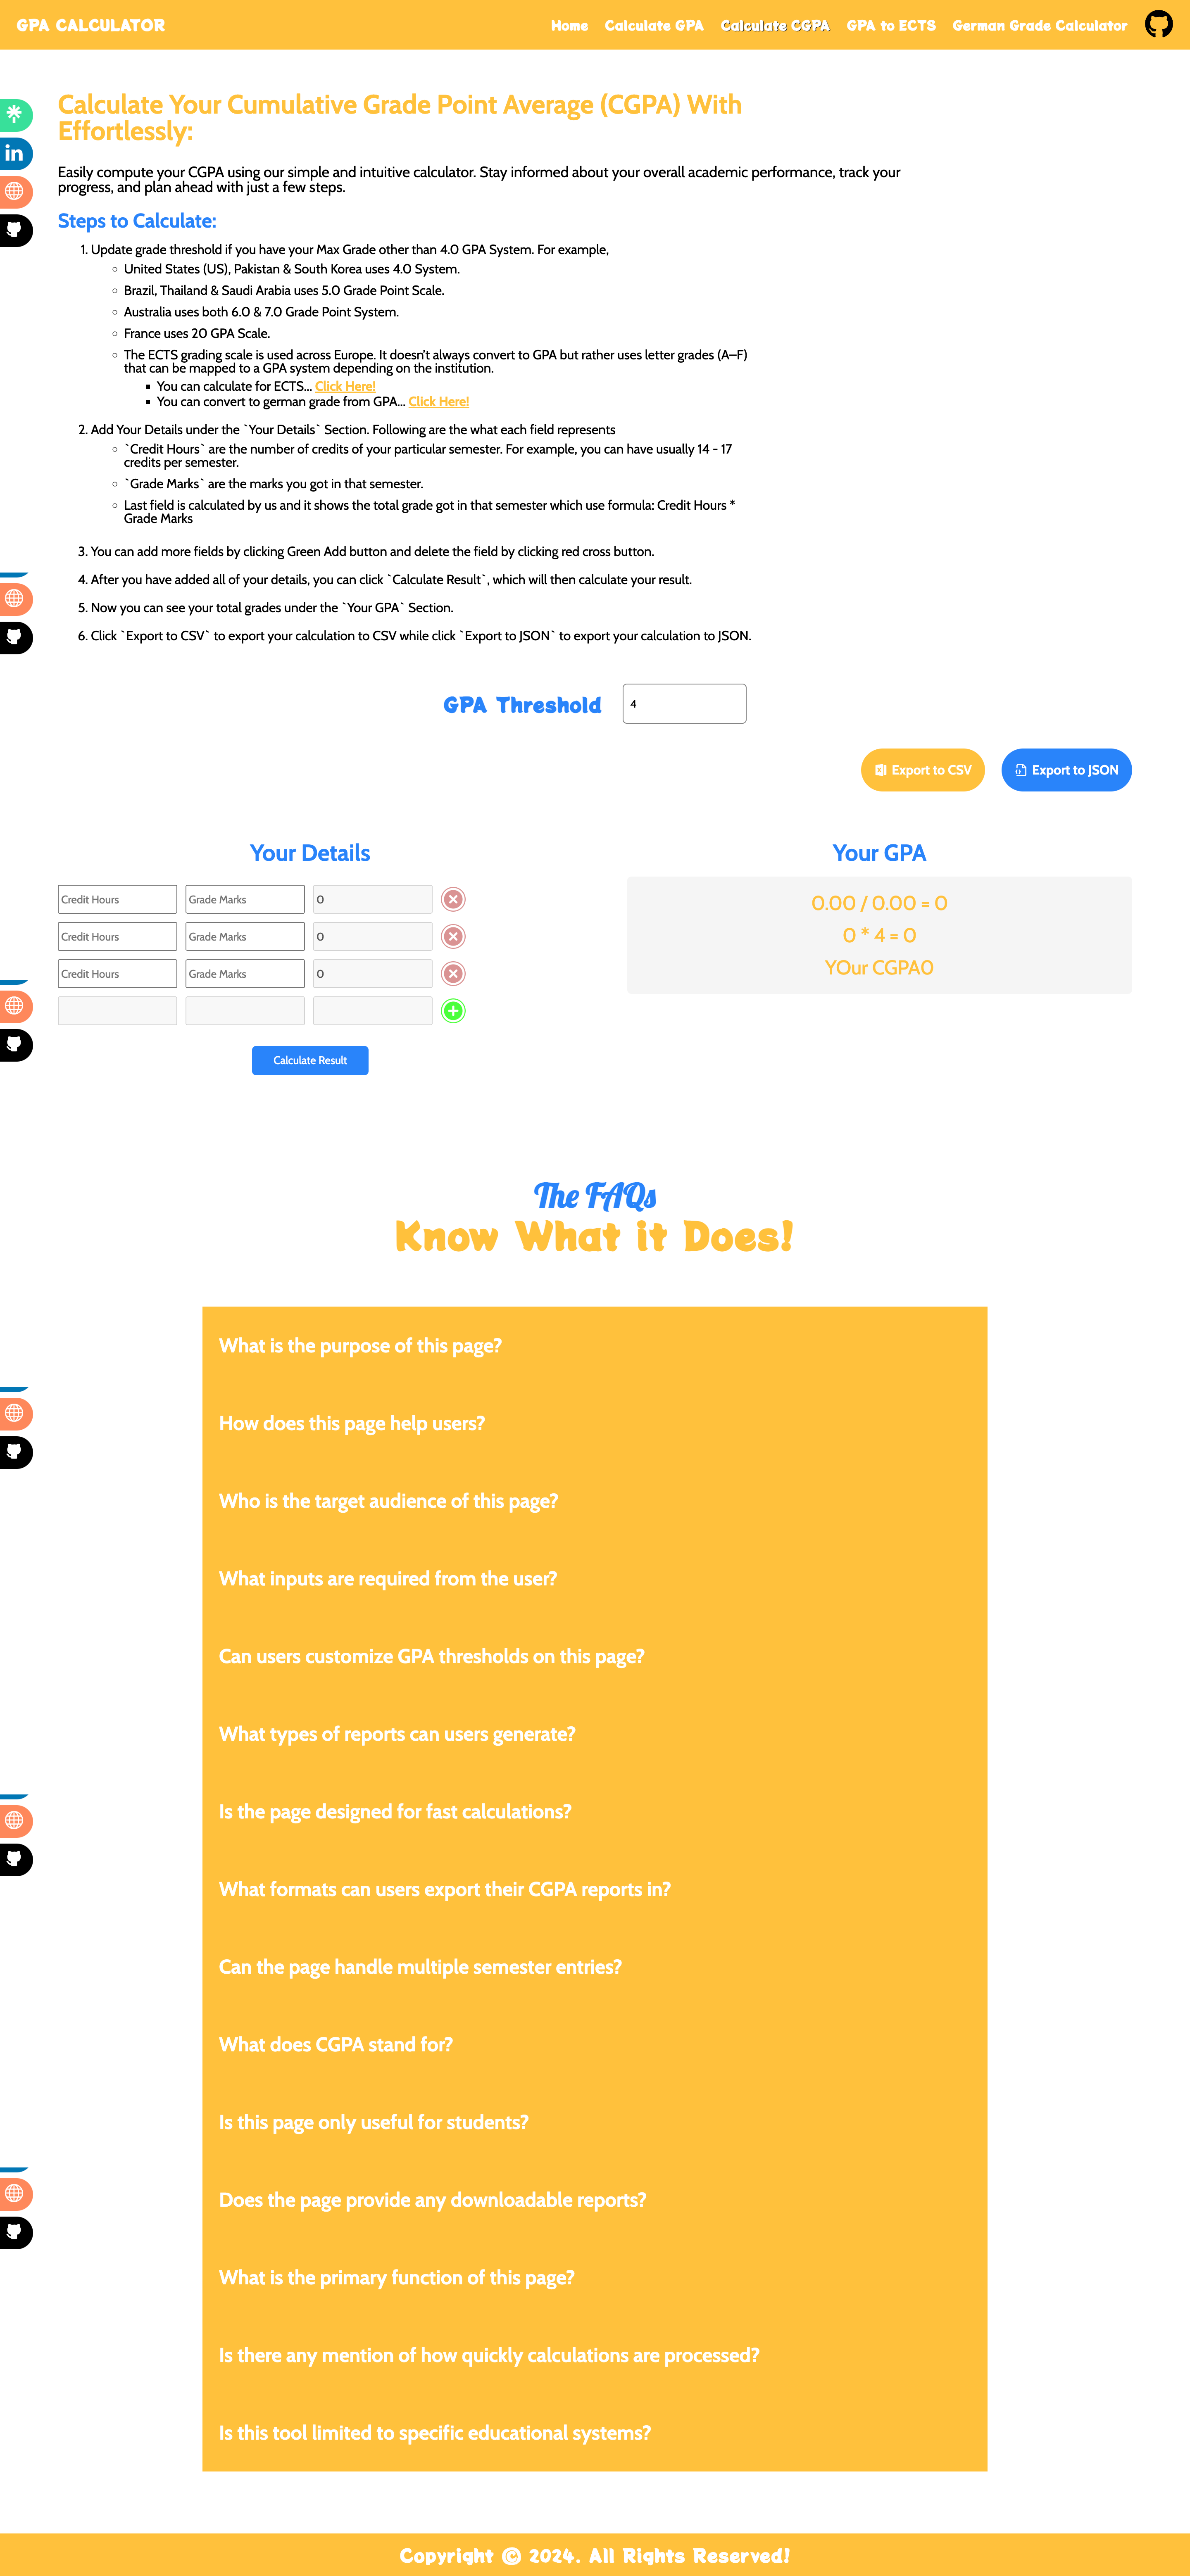 GPA CALCULATOR
Home Calculate GPA Calculate CGPA GPA to ECTS German Grade Calculator
Calculate Your Cumulative Grade Point Average (CGPA) With
Effortlessly:
Easily compute your CGPA using our simple and intuitive calculator. Stay informed about your overall academic performance, track your
progress, and plan ahead with just a few steps.
Steps to Calculate:
1. Update grade threshold if you have your Max Grade other than 4.0 GPA System. For example,
United States (US), Pakistan & South Korea uses 4.0 System.
Brazil, Thailand & Saudi Arabia uses 5.0 Grade Point Scale.
Australia uses both 6.0 & 7.0 Grade Point System.
France uses 20 GPA Scale.
The ECTS grading scale is used across Europe. It doesn't always convert to GPA but rather uses letter grades (A–F)
that can be mapped to a GPA system depending on the institution.
You can calculate for ECTS... Click Here!
You can convert to german grade from GPA... Click Here!
2. Add Your Details under the `Your Details` Section. Following are the what each field represents
`Credit Hours` are the number of credits of your particular semester. For example, you can have usually 14 - 17
credits per semester.
`Grade Marks` are the marks you got in that semester.
Last field is calculated by us and it shows the total grade got in that semester which use formula: Credit Hours *
Grade Marks
3. You can add more fields by clicking Green Add button and delete the field by clicking red cross button.
4. After you have added all of your details, you can click `Calculate Result`, which will then calculate your result.
5. Now you can see your total grades under the `Your GPA` Section.
6. Click `Export to CSV` to export your calculation to CSV while click `Export to JSON` to export your calculation to JSON.
GPA Threshold 4
Export to CSV Export to JSON
Your Details
Credit Hours Grade Marks 0
Credit Hours Grade Marks 0
Credit Hours Grade Marks 0
Calculate Result
Your GPA
0.00 / 0.00 = 0
0 * 4 = 0
YOur CGPA0
The FAQs
Know What it Does!
What is the purpose of this page?
How does this page help users?
Who is the target audience of this page?
What inputs are required from the user?
Can users customize GPA thresholds on this page?
What types of reports can users generate?
Is the page designed for fast calculations?
What formats can users export their CGPA reports in?
Can the page handle multiple semester entries?
What does CGPA stand for?
Is this page only useful for students?
Does the page provide any downloadable reports?
What is the primary function of this page?
Is there any mention of how quickly calculations are processed?
Is this tool limited to specific educational systems?
Copyright © 2024. All Rights Reserved!